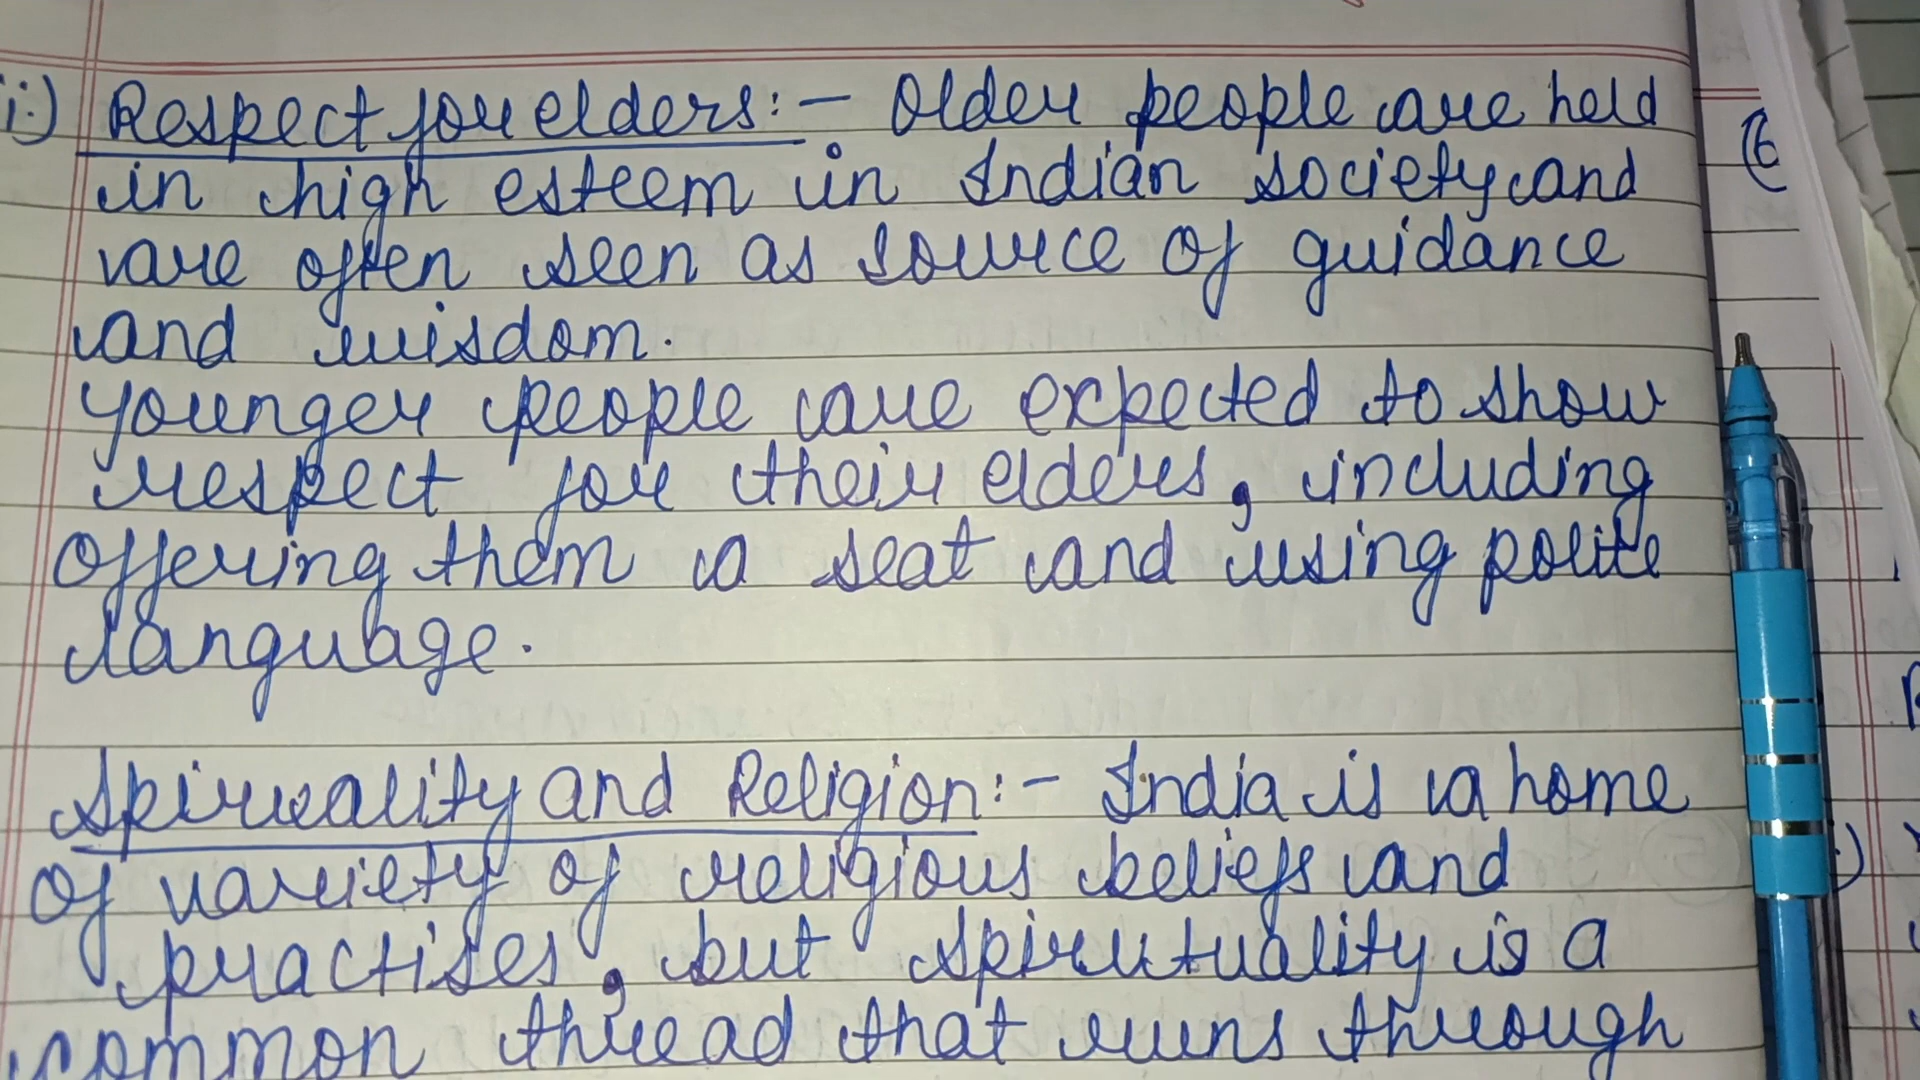 i.) Respect for elders:- Older people are held
in high esteem in Indian society and
are often seen as source of guidance
and wisdom.
Younger people are expected to show
respect for their elders, including
offering them a seat and using polite
language.
Spirwality and Religion:- India is a home
of variety of religious beliefs and
practises, but spirutuality is a
common thread that runs through